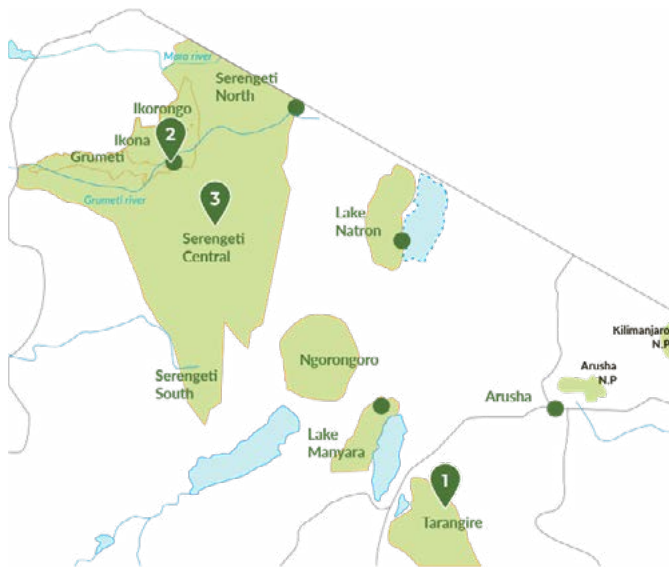 Mara river
Serengeti
North
Ikorongo
Ikona
2
Grumeti
Grumeti river
3
Serengeti
Central
Lake
Natron
Kilimanjaro
N.P
Ngorongoro
Arusha
N.P
Serengeti
South
Arusha
Lake
Manyara
1
Tarangire